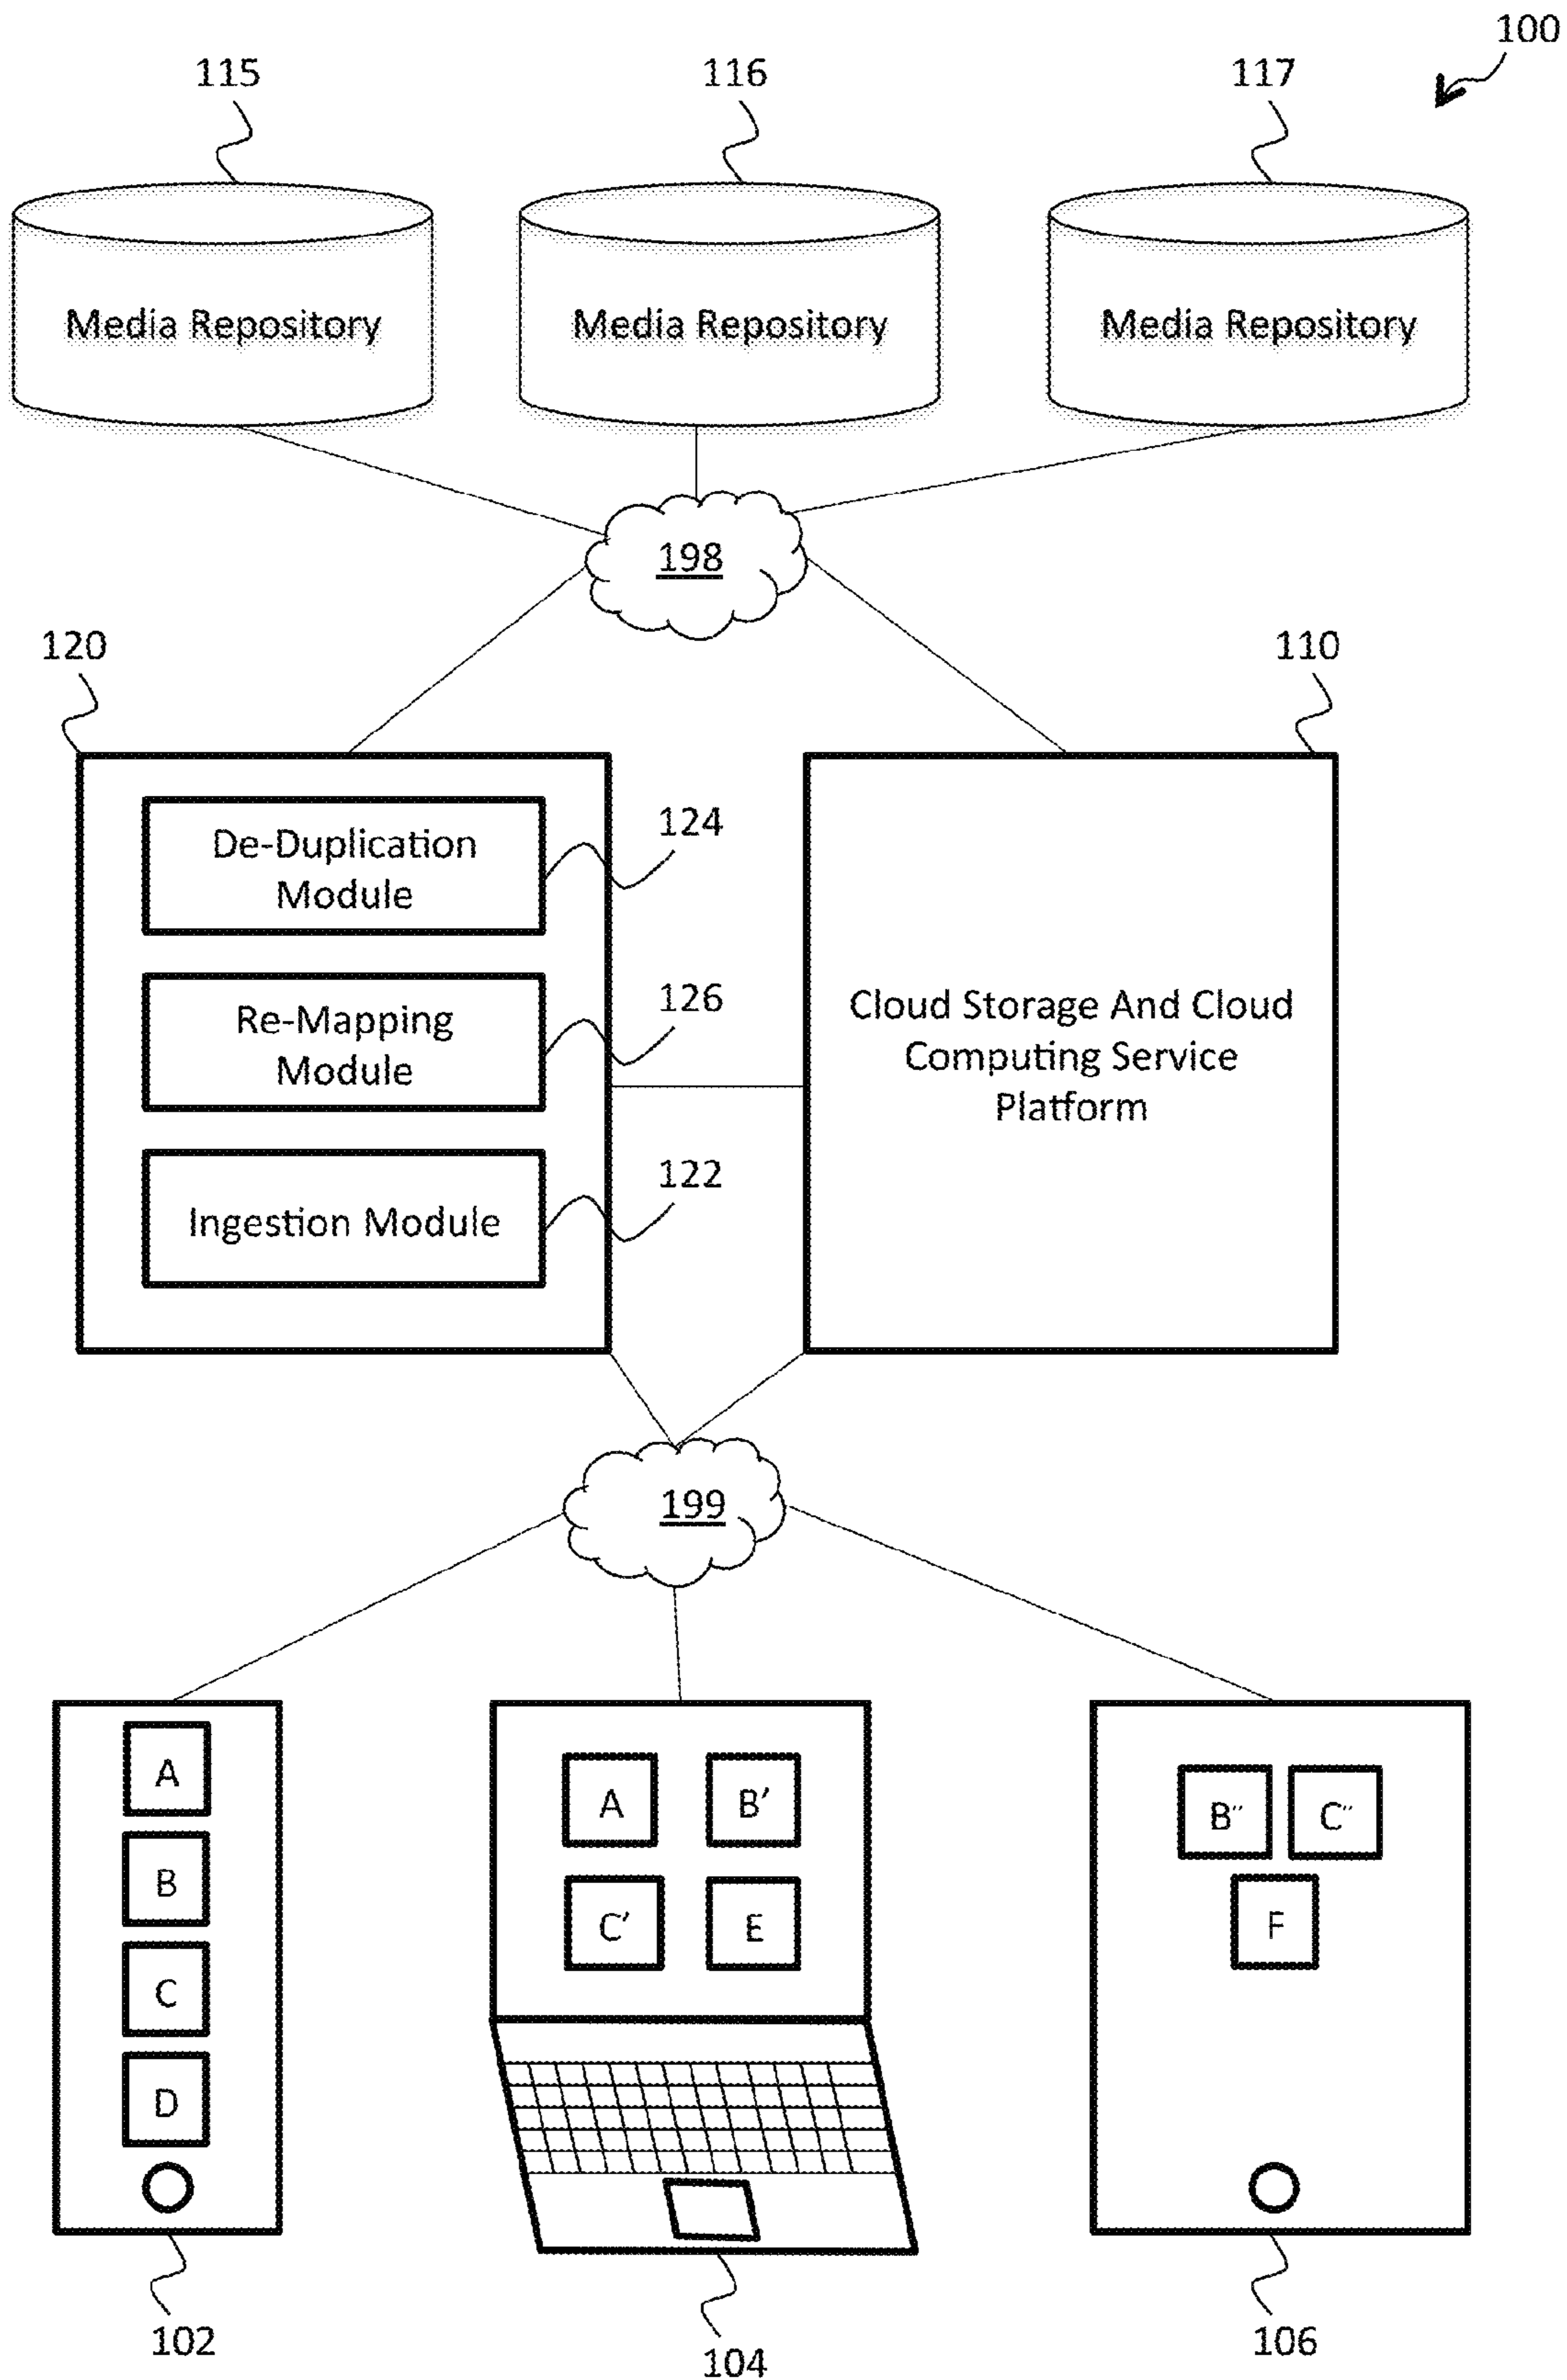 100
115
116
117
Media Repository
Media Repository
Media Repository
198
120
110
De-Duplication
Module
124
Re-Mapping
Module
126
Ingestion Module
122
Cloud Storage And Cloud
Computing Service
Platform
199
A
B
C
D
A
B’
C’
E
B”
C”
F
102
104
106